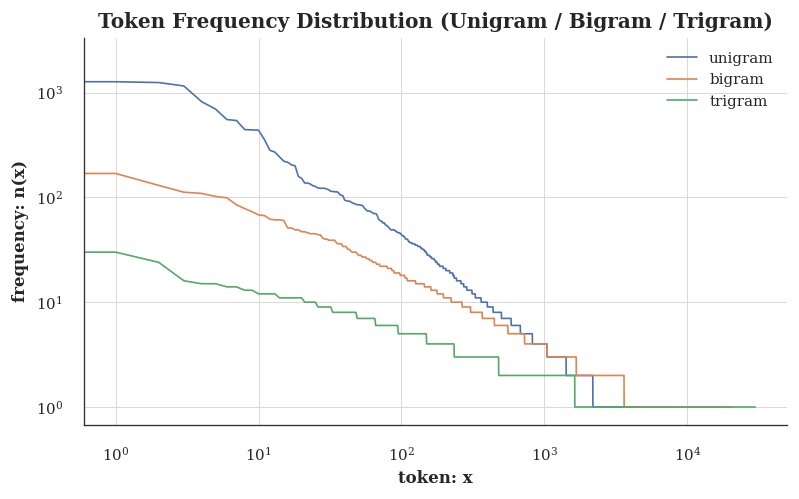 Token Frequency Distribution (Unigram / Bigram / Trigram)
unigram
bigram
trigram
frequency: n(x)
10³
10²
10¹
10⁰
10⁰ 10¹ 10² 10³ 10⁴
token: x